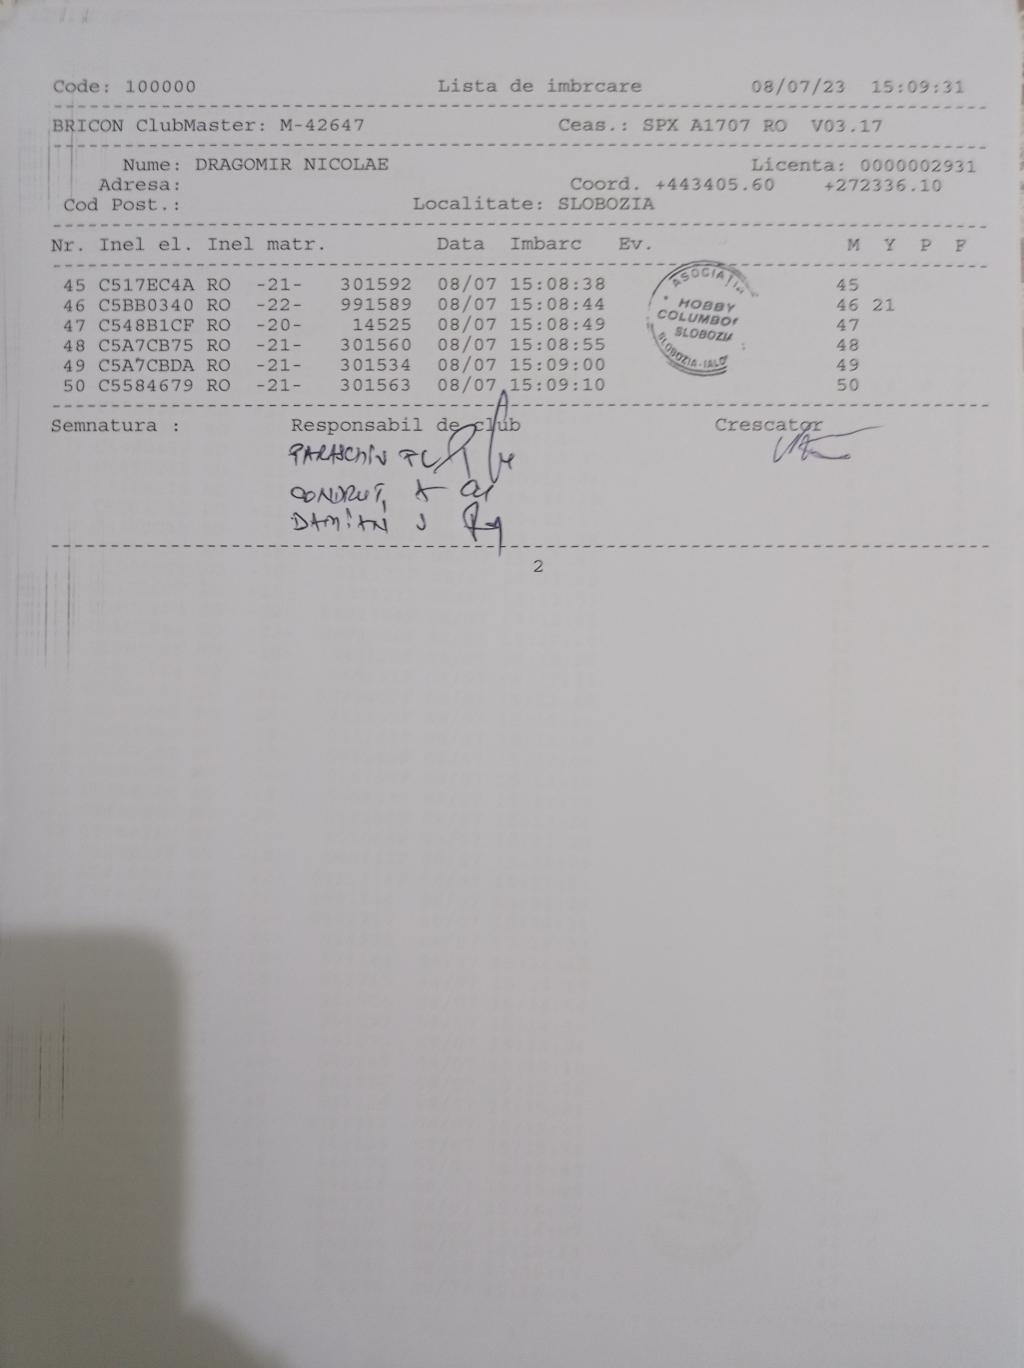 Code: 100000 Lista de imbrcare 08/07/23 15:09:31
BRICON ClubMaster: M-42647 Ceas.: SPX A1707 RO V03.17
Nume: DRAGOMIR NICOLAE Licenta: 0000002931
Adresa: Coord. +443405.60 +272336.10
Cod Post.: Localitate: SLOBOZIA
Nr. Inel el. Inel matr. Data Imbarc Ev. M Y P F
45 C517EC4A RO -21- 301592 08/07 15:08:38 45
46 C5BB0340 RO -22- 991589 08/07 15:08:44 46 21
47 C548B1CF RO -20- 14525 08/07 15:08:49 47
48 C5A7CB75 RO -21- 301560 08/07 15:08:55 48
49 C5A7CBDA RO -21- 301534 08/07 15:09:00 49
50 C5584679 RO -21- 301563 08/07 15:09:10 50
HOBBY
SLOBOZIA
Semnatura : Responsabil de club Crescator
PARASCHIV
CONDRUȚ A
DAMIAN
2